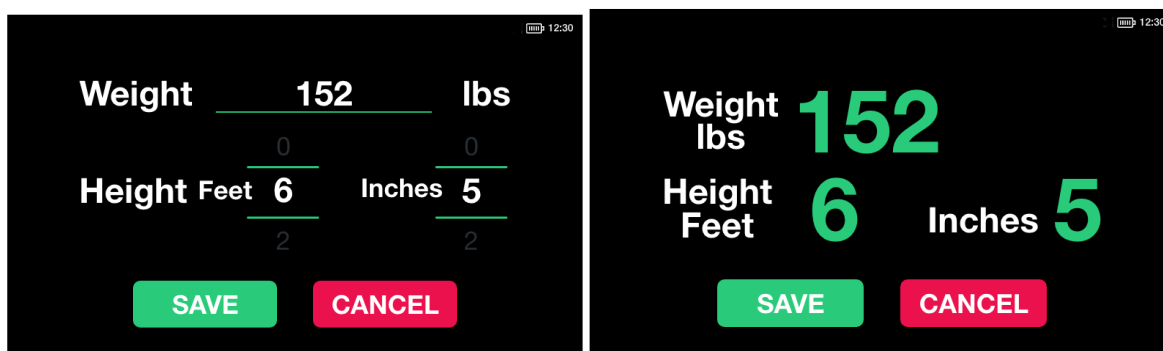 12:30
Weight 152 lbs
0 0
Height Feet 6 Inches 5
2 2
SAVE CANCEL
12:30
Weight
lbs 152
Height
Feet 6 Inches 5
SAVE CANCEL